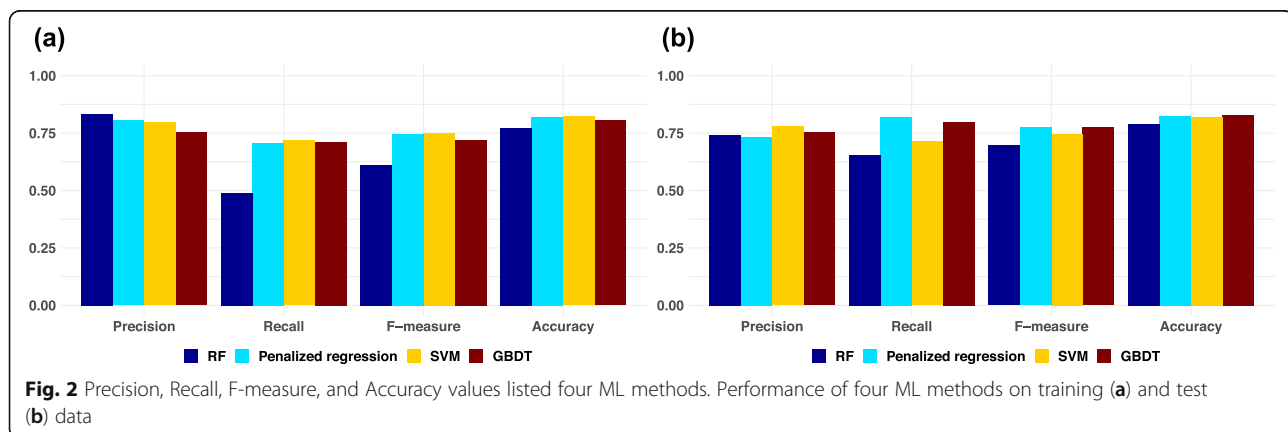 (a)
1.00
0.75
0.50
0.25
0.00
Precision Recall F–measure Accuracy
RF Penalized regression SVM GBDT
(b)
1.00
0.75
0.50
0.25
0.00
Precision Recall F–measure Accuracy
RF Penalized regression SVM GBDT
Fig. 2 Precision, Recall, F-measure, and Accuracy values listed four ML methods. Performance of four ML methods on training (a) and test
(b) data